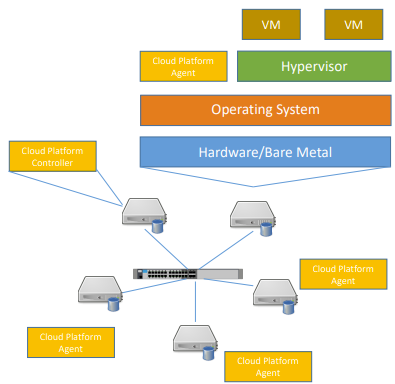 VM
VM
Cloud Platform
Agent
Hypervisor
Operating System
Cloud Platform
Controller
Hardware/Bare Metal
Cloud Platform
Agent
Cloud Platform
Agent
Cloud Platform
Agent